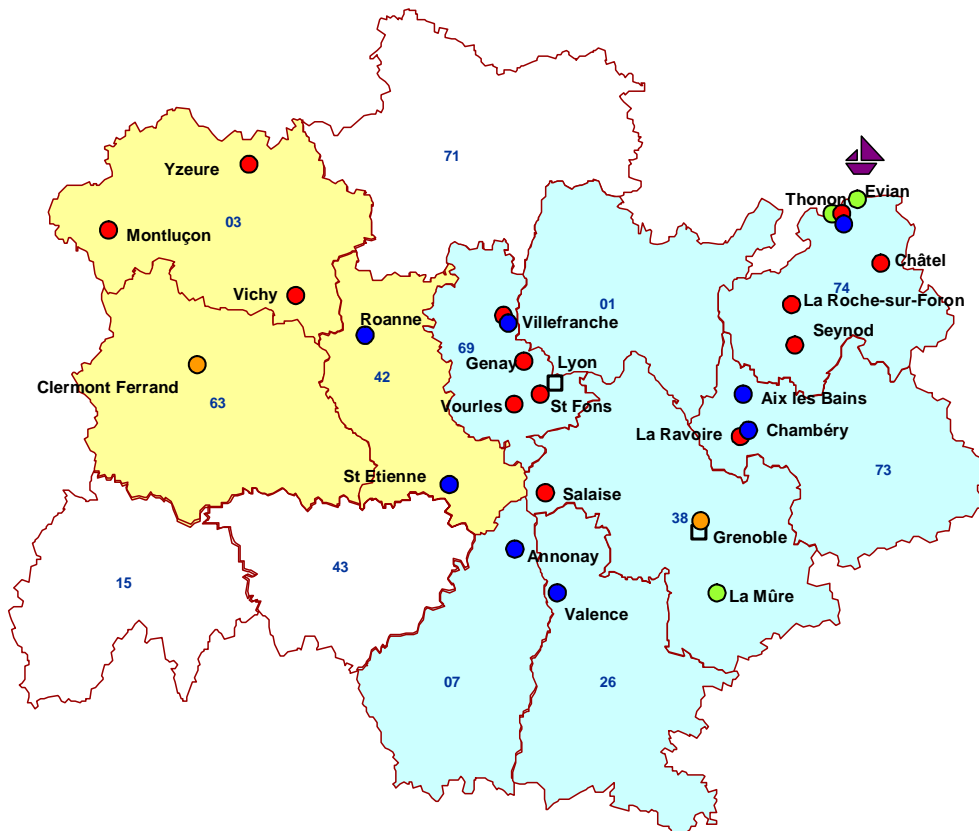 71
Yzeure
Evian
Thonon
03
Montluçon
Châtel
74
Vichy
01
La Roche-sur-Foron
Roanne
Villefranche
Seynod
69
Genay
Lyon
42
Clermont Ferrand
Aix les Bains
63
Vourles
St Fons
La Ravoire
Chambéry
73
St Etienne
Salaise
38
Grenoble
Annonay
43
15
Valence
La Mûre
07
26